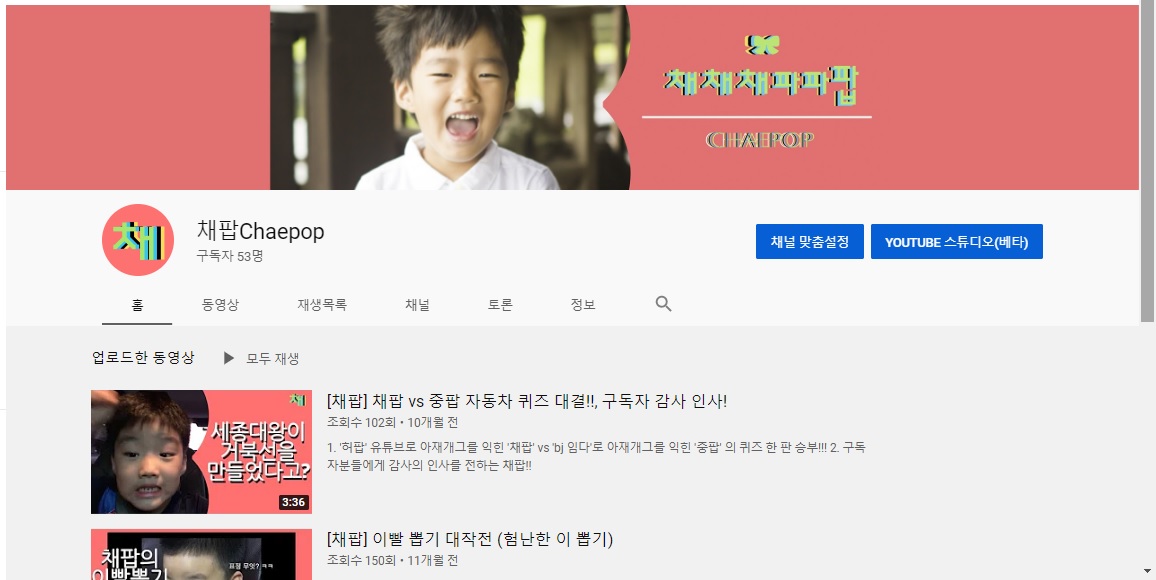 채채채파파팝
CHAEPOP
채
채팝Chaepop
구독자 53명
채널 맞춤설정
YOUTUBE 스튜디오(베타)
홈
동영상
재생목록
채널
토론
정보
업로드한 동영상
모두 재생
채
세종대왕이
거북선을
만들었다고?
3:36
[채팝] 채팝 vs 중팝 자동차 퀴즈 대결!!, 구독자 감사 인사!
조회수 102회 • 10개월 전
1. '허팝' 유튜브로 아재개그를 익힌 '채팝' vs 'bj 임다'로 아재개그를 익힌 '중팝' 의 퀴즈 한 판 승부!!! 2. 구독
자분들에게 감사의 인사를 전하는 채팝!!
채팝의
이빨뽑기
표정 무엇? ㅋㅋ
[채팝] 이빨 뽑기 대작전 (험난한 이 뽑기)
조회수 150회 • 11개월 전